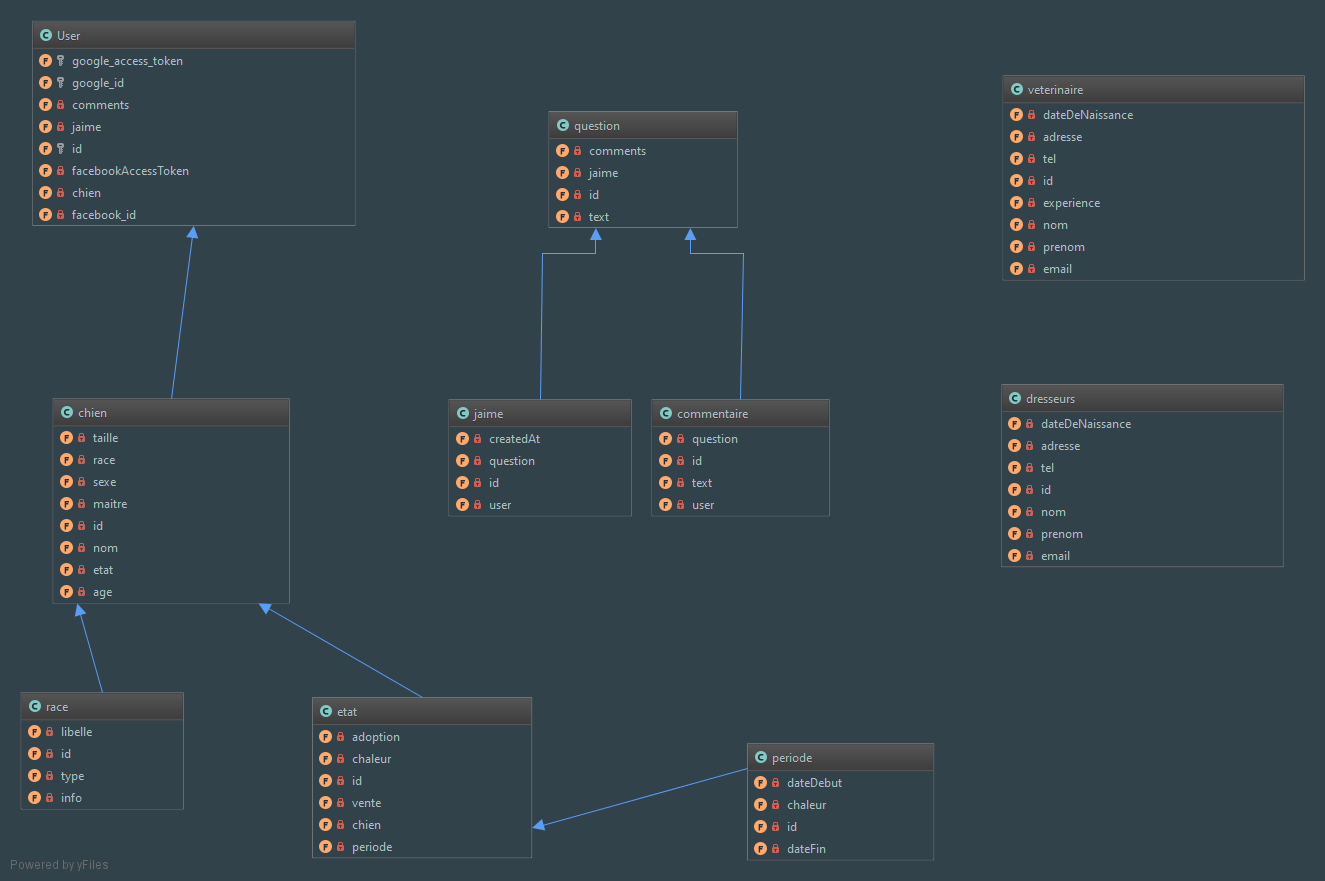 User
google_access_token
google_id
comments
jaime
id
facebookAccessToken
chien
facebook_id
question
comments
jaime
id
text
veterinaire
dateDeNaissance
adresse
tel
id
experience
nom
prenom
email
chien
taille
race
sexe
maitre
id
nom
etat
age
jaime
createdAt
question
id
user
commentaire
question
id
text
user
dresseurs
dateDeNaissance
adresse
tel
id
nom
prenom
email
race
libelle
id
type
info
etat
adoption
chaleur
id
vente
chien
periode
periode
dateDebut
chaleur
id
dateFin
Powered by yFiles